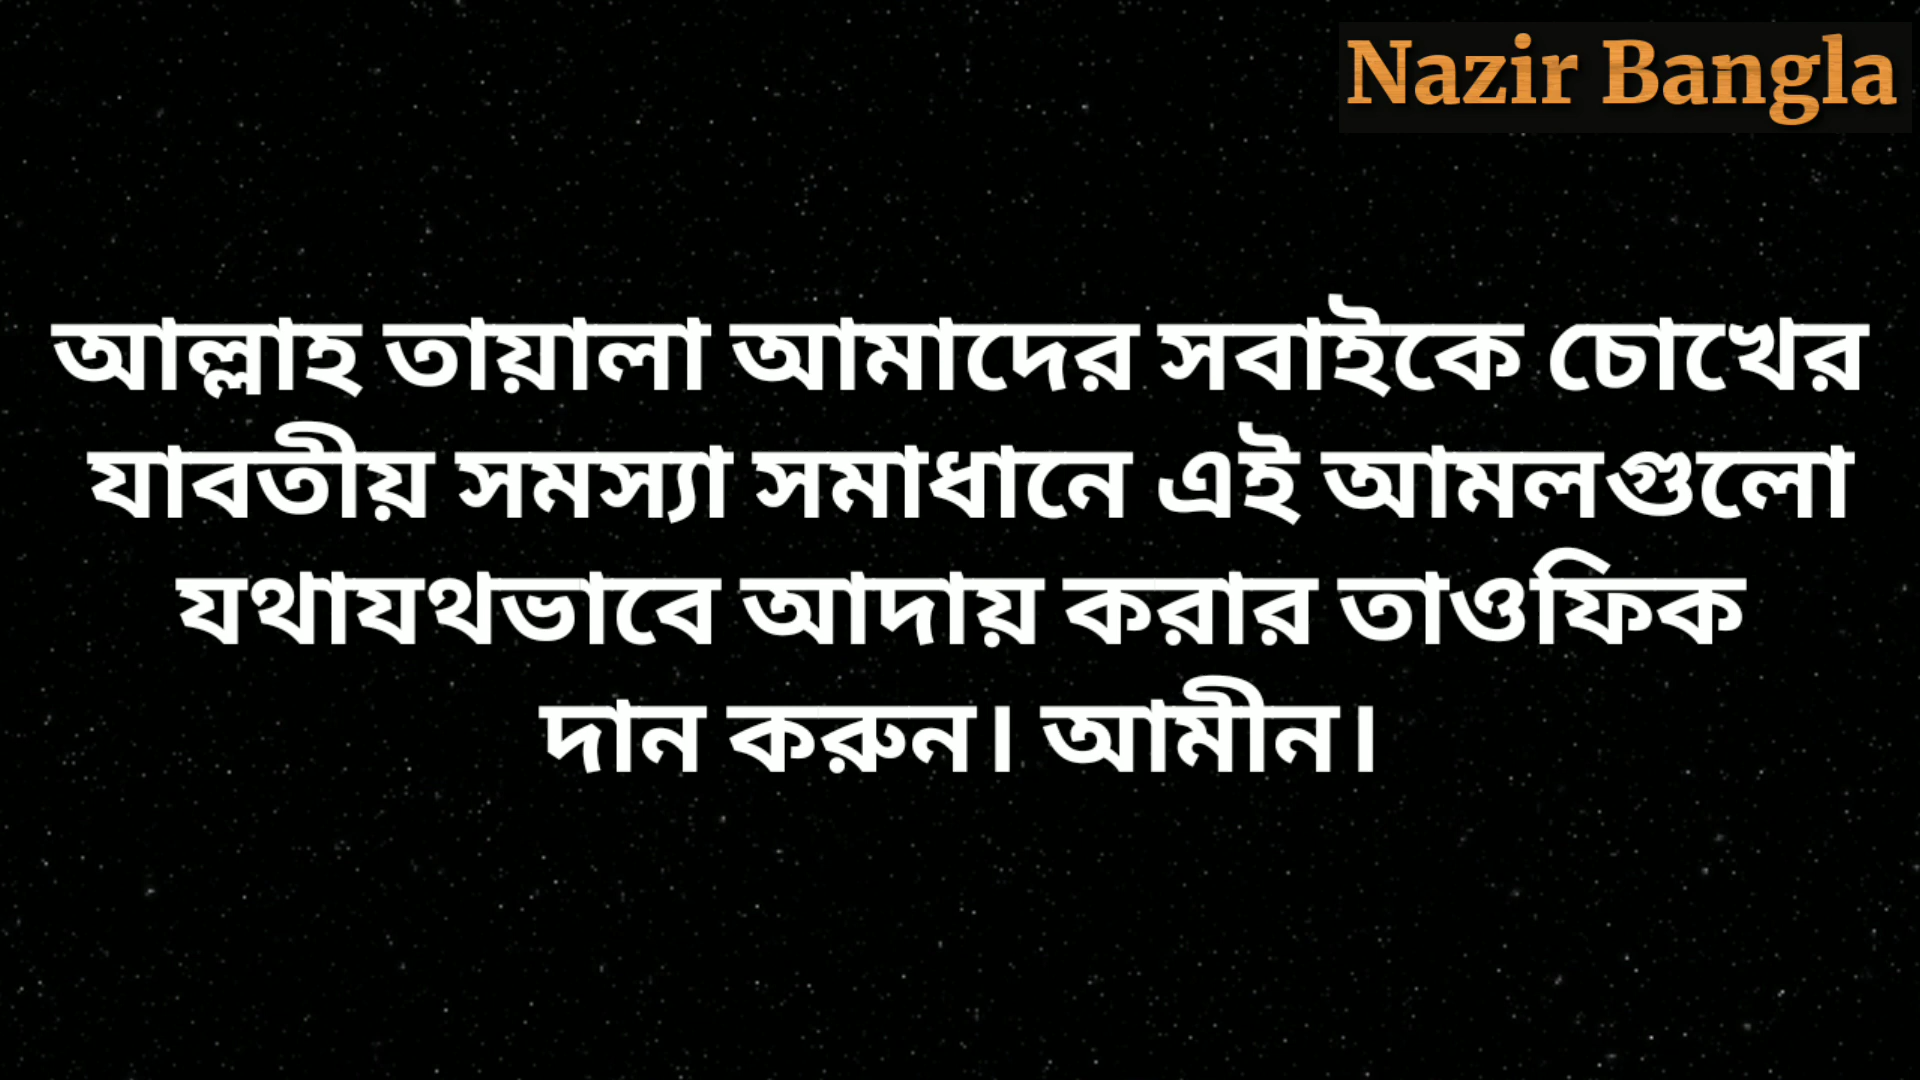 Nazir Bangla
আল্লাহ তায়ালা আমাদের সবাইকে চোখের
যাবতীয় সমস্যা সমাধানে এই আমলগুলো
যথাযথভাবে আদায় করার তাওফিক
দান করুন। আমীন।